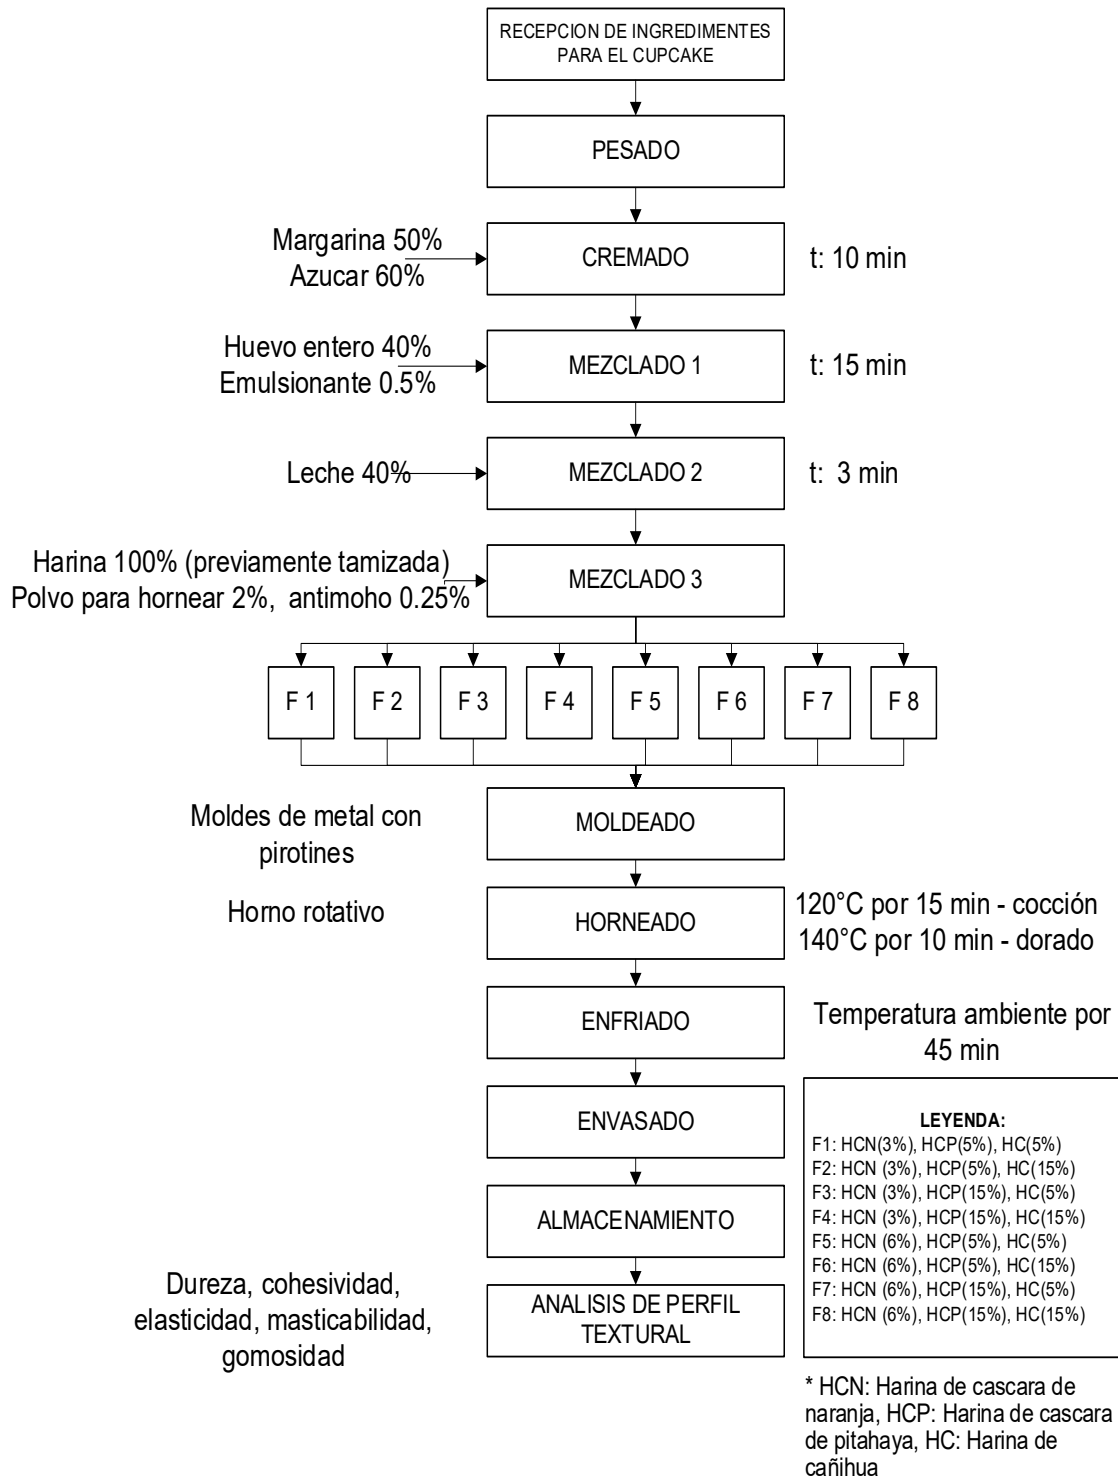 RECEPCION DE INGREDIMENTES
PARA EL CUPCAKE
PESADO
Margarina 50%
Azucar 60%
CREMADO
t: 10 min
Huevo entero 40%
Emulsionante 0.5%
MEZCLADO 1
t: 15 min
Leche 40%
MEZCLADO 2
t: 3 min
Harina 100% (previamente tamizada)
Polvo para hornear 2%, antimoho 0.25%
MEZCLADO 3
F 1
F 2
F 3
F 4
F 5
F 6
F 7
F 8
Moldes de metal con
pirotines
MOLDEADO
Horno rotativo
HORNEADO
120°C por 15 min - cocción
140°C por 10 min - dorado
ENFRIADO
Temperatura ambiente por
45 min
ENVASADO
ALMACENAMIENTO
Dureza, cohesividad,
elasticidad, masticabilidad,
gomosidad
ANALISIS DE PERFIL
TEXTURAL
LEYENDA:
F1: HCN(3%), HCP(5%), HC(5%)
F2: HCN (3%), HCP(5%), HC(15%)
F3: HCN (3%), HCP(15%), HC(5%)
F4: HCN (3%), HCP(15%), HC(15%)
F5: HCN (6%), HCP(5%), HC(5%)
F6: HCN (6%), HCP(5%), HC(15%)
F7: HCN (6%), HCP(15%), HC(5%)
F8: HCN (6%), HCP(15%), HC(15%)
* HCN: Harina de cascara de
naranja, HCP: Harina de cascara
de pitahaya, HC: Harina de
cañihua